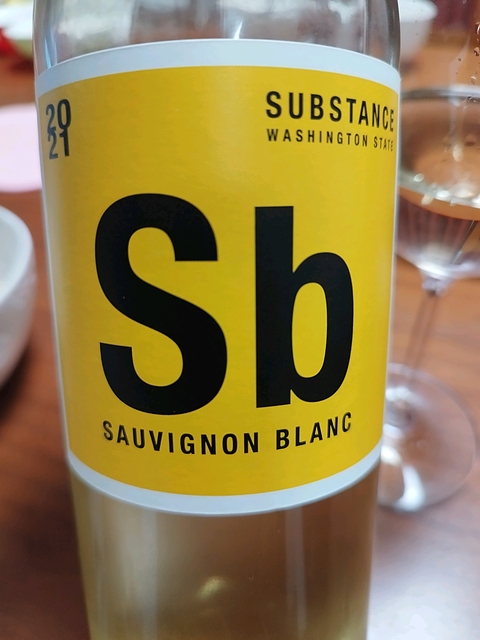 20
21
SUBSTANCE
WASHINGTON STATE
Sb
SAUVIGNON BLANC